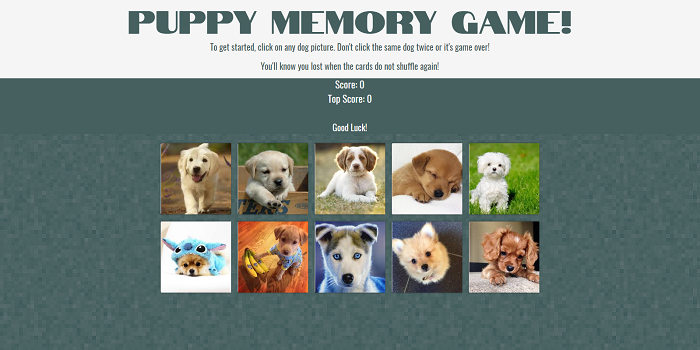 PUPPY MEMORY GAME!
To get started, click on any dog picture. Don't click the same dog twice or it's game over!
You'll know you lost when the cards do not shuffle again!
Score: 0
Top Score: 0
Good Luck!